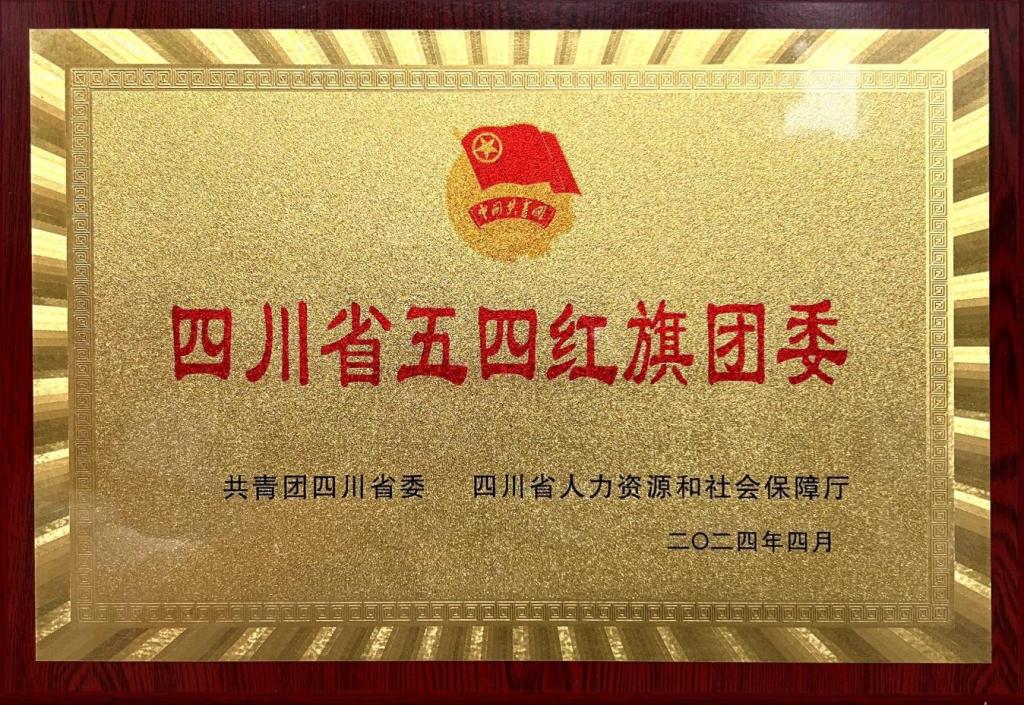 中国共青团
四川省五四红旗团委
共青团四川省委 四川省人力资源和社会保障厅
二〇二四年四月